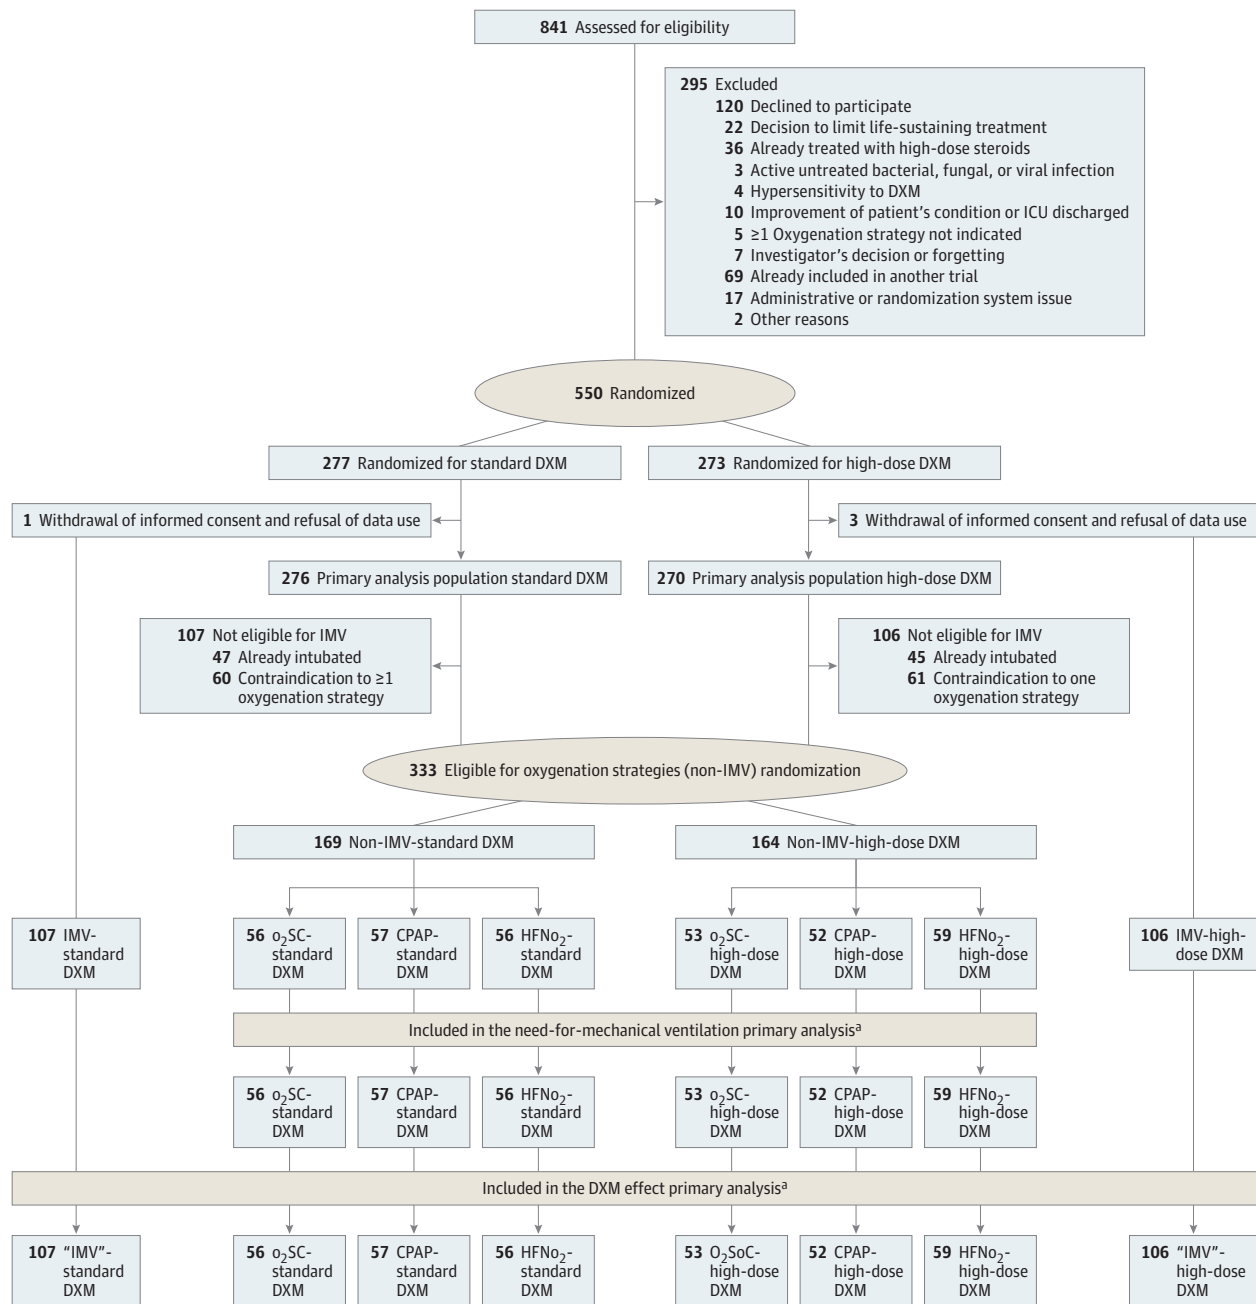 841 Assessed for eligibility
295 Excluded
120 Declined to participate
22 Decision to limit life-sustaining treatment
36 Already treated with high-dose steroids
3 Active untreated bacterial, fungal, or viral infection
4 Hypersensitivity to DXM
10 Improvement of patient's condition or ICU discharged
5 ≥1 Oxygenation strategy not indicated
7 Investigator's decision or forgetting
69 Already included in another trial
17 Administrative or randomization system issue
2 Other reasons
550 Randomized
277 Randomized for standard DXM
273 Randomized for high-dose DXM
1 Withdrawal of informed consent and refusal of data use
3 Withdrawal of informed consent and refusal of data use
276 Primary analysis population standard DXM
270 Primary analysis population high-dose DXM
107 Not eligible for IMV
47 Already intubated
60 Contraindication to ≥1
oxygenation strategy
106 Not eligible for IMV
45 Already intubated
61 Contraindication to one
oxygenation strategy
333 Eligible for oxygenation strategies (non-IMV) randomization
169 Non-IMV-standard DXM
164 Non-IMV-high-dose DXM
107 IMV-
standard
DXM
56 o₂SC-
standard
DXM
57 CPAP-
standard
DXM
56 HFNo₂-
standard
DXM
53 o₂SC-
high-dose
DXM
52 CPAP-
high-dose
DXM
59 HFNo₂-
high-dose
DXM
106 IMV-high-
dose DXM
Included in the need-for-mechanical ventilation primary analysisᵃ
56 o₂SC-
standard
DXM
57 CPAP-
standard
DXM
56 HFNo₂-
standard
DXM
53 o₂SC-
high-dose
DXM
52 CPAP-
high-dose
DXM
59 HFNo₂-
high-dose
DXM
Included in the DXM effect primary analysisᵃ
107 "IMV"-
standard
DXM
56 o₂SC-
standard
DXM
57 CPAP-
standard
DXM
56 HFNo₂-
standard
DXM
53 O₂SoC-
high-dose
DXM
52 CPAP-
high-dose
DXM
59 HFNo₂-
high-dose
DXM
106 "IMV"-
high-dose
DXM